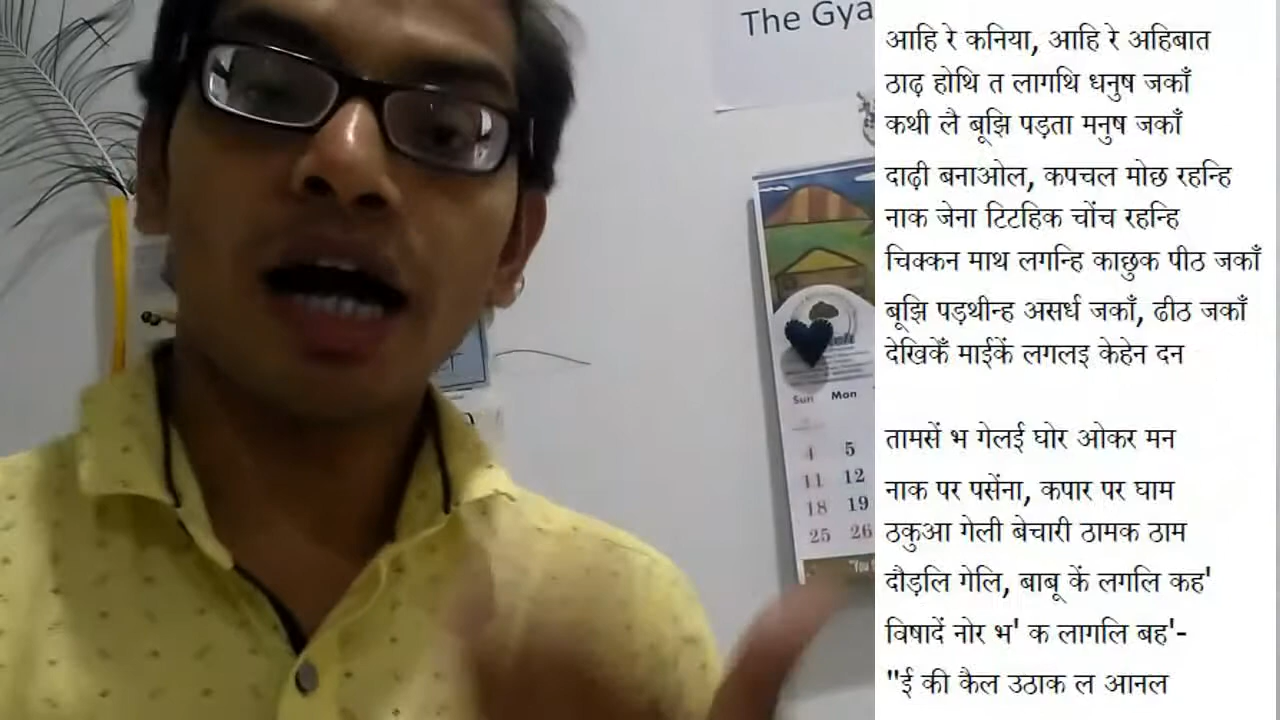 The Gya
आहि रे कनिया, आहि रे अहिबात
ठाढ़ होथि त लागथि धनुष जकाँ
कथी लै बूझि पड़ता मनुष जकाँ
दाढ़ी बनाओल, कपचल मोछ रहन्हि
नाक जेना टिटहिक चोंच रहन्हि
चिक्कन माथ लगन्हि काछुक पीठ जकाँ
बूझि पड़थीन्ह असर्ध जकाँ, ढीठ जकाँ
देखिकेँ माईकें लगलइ केहेन दन
तामसें भ गेलई घोर ओकर मन
नाक पर पसेंना, कपार पर घाम
ठकुआ गेली बेचारी ठामक ठाम
दौड़लि गेलि, बाबू कें लगलि कह'
विषादें नोर भ' क लागलि बह'-
"ई की कैल उठाक ल आनल
Sun Mon
4 5
11 12
18 19
25 26
"You